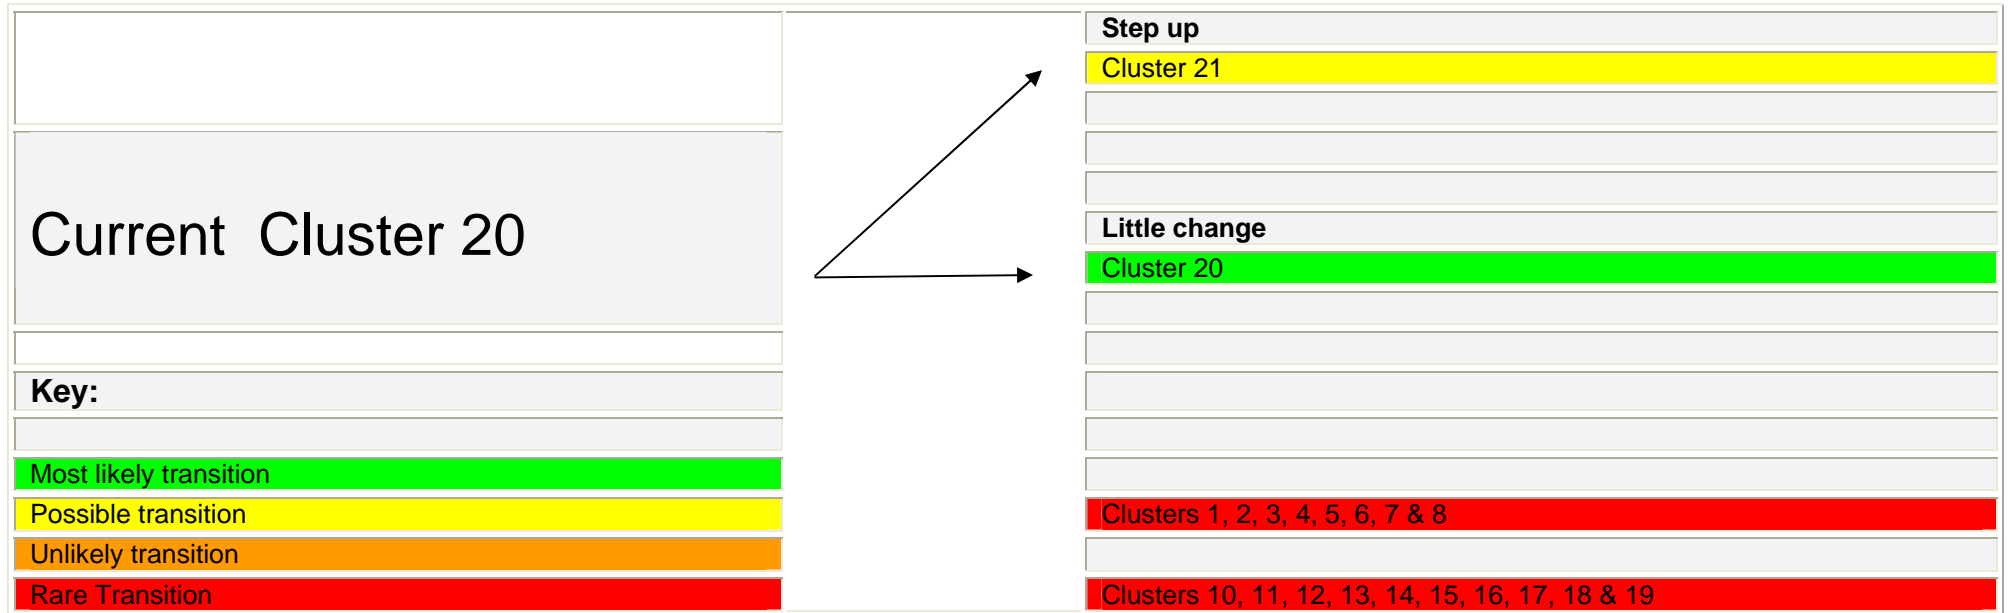 Current  Cluster 20
Key:
Most likely transition
Possible transition
Unlikely transition
Rare Transition
Step up
Cluster 21
Little change
Cluster 20
Clusters 1, 2, 3, 4, 5, 6, 7 & 8
Clusters 10, 11, 12, 13, 14, 15, 16, 17, 18 & 19